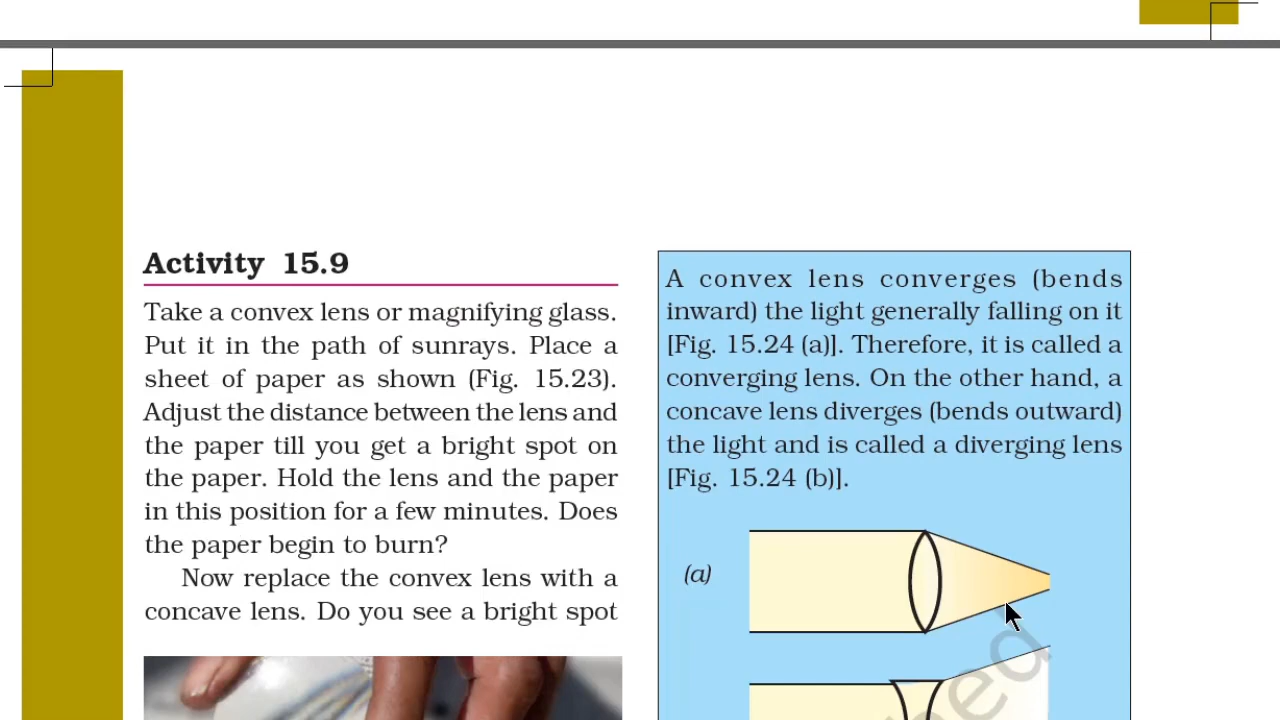 Activity 15.9
Take a convex lens or magnifying glass.
Put it in the path of sunrays. Place a
sheet of paper as shown (Fig. 15.23).
Adjust the distance between the lens and
the paper till you get a bright spot on
the paper. Hold the lens and the paper
in this position for a few minutes. Does
the paper begin to burn?
Now replace the convex lens with a
concave lens. Do you see a bright spot
A convex lens converges (bends
inward) the light generally falling on it
[Fig. 15.24 (a)]. Therefore, it is called a
converging lens. On the other hand, a
concave lens diverges (bends outward)
the light and is called a diverging lens
[Fig. 15.24 (b)].
(a)